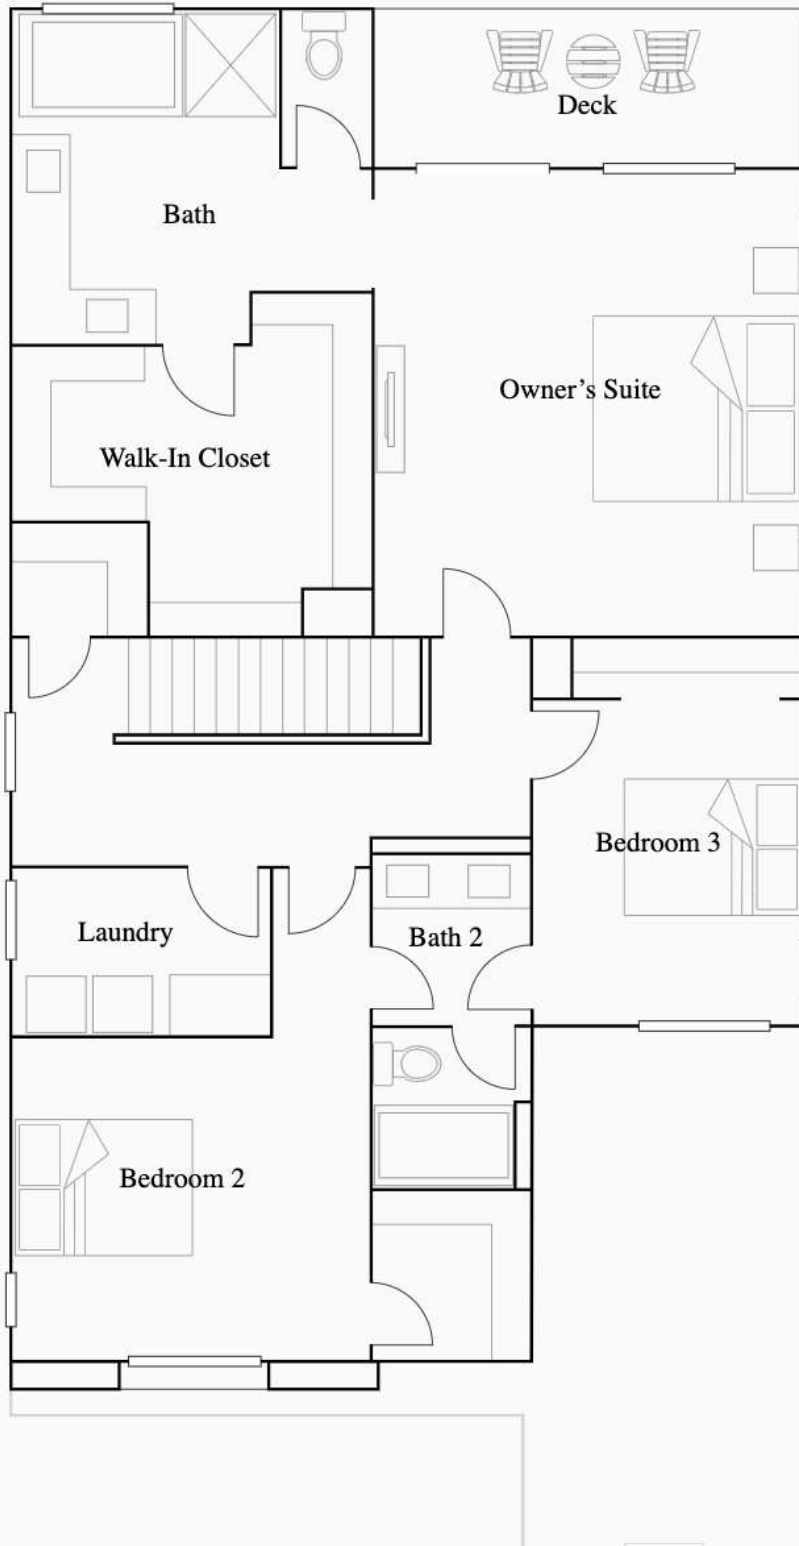 Deck
Bath
Owner’s Suite
Walk-In Closet
Bedroom 3
Laundry
Bath 2
Bedroom 2